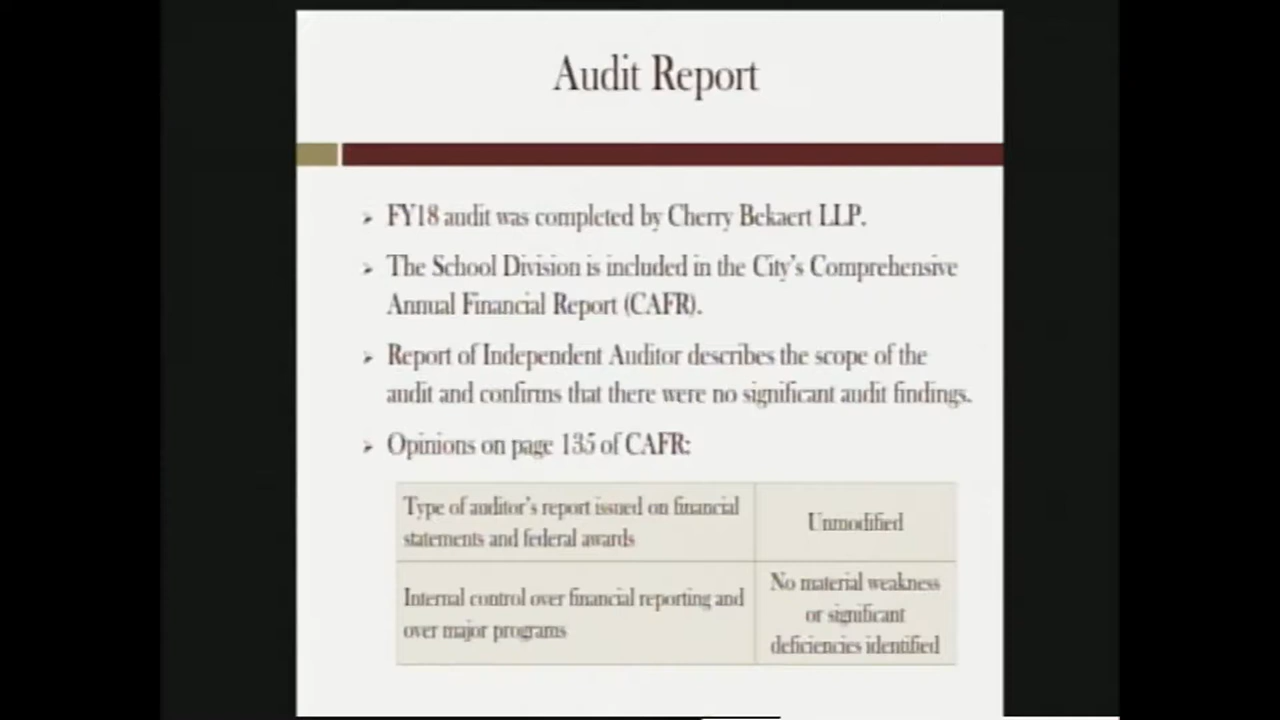 Audit Report
➢ FY18 audit was completed by Cherry Bekaert LLP.
➢ The School Division is included in the City's Comprehensive
Annual Financial Report (CAFR).
➢ Report of Independent Auditor describes the scope of the
audit and confirms that there were no significant audit findings.
➢ Opinions on page 135 of CAFR:
Type of auditor's report issued on financial
statements and federal awards
Unmodified
Internal control over financial reporting and
over major programs
No material weakness
or significant
deficiencies identified